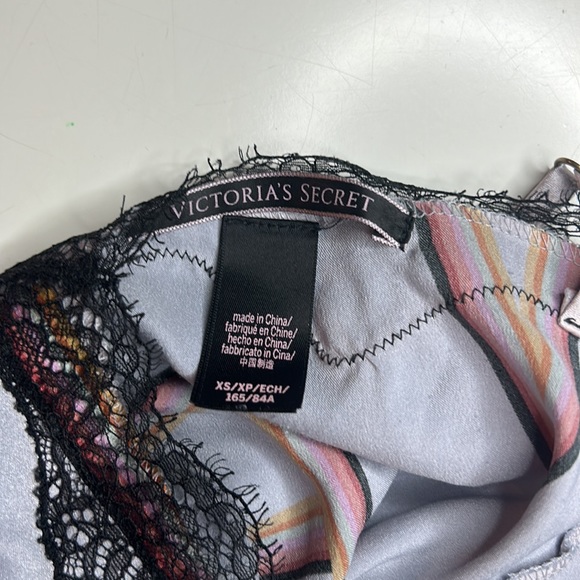 VICTORIA'S SECRET
made in China/
fabriqué en Chine/
hecho en China/
fabbricato in Cina/
中国制造
XS/XP/ECH/
165/84A